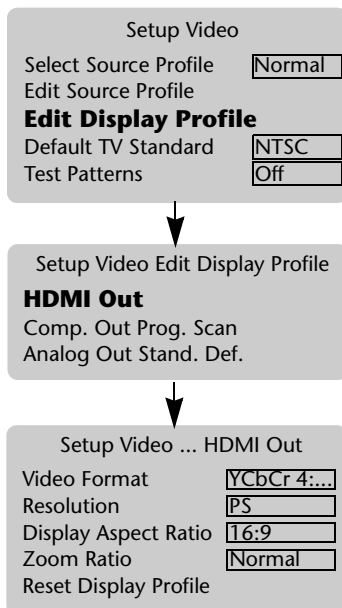 Setup Video
Select Source Profile Normal
Edit Source Profile
Edit Display Profile
Default TV Standard NTSC
Test Patterns Off
Setup Video Edit Display Profile
HDMI Out
Comp. Out Prog. Scan
Analog Out Stand. Def.
Setup Video ... HDMI Out
Video Format YCbCr 4:...
Resolution PS
Display Aspect Ratio 16:9
Zoom Ratio Normal
Reset Display Profile